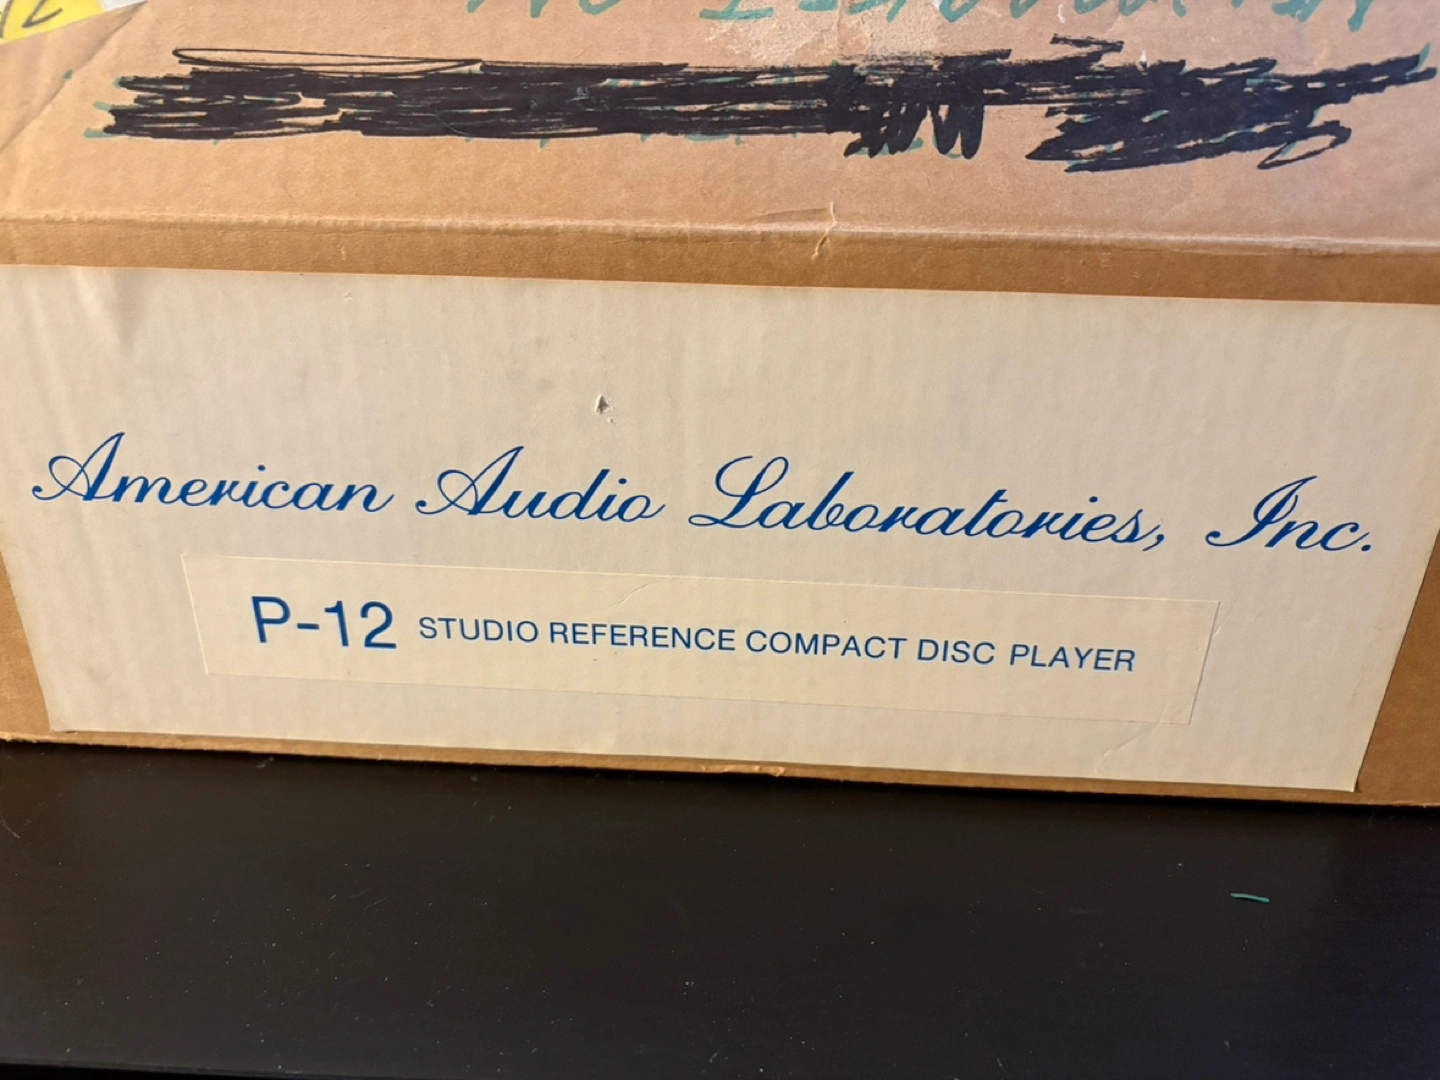 American Audio Laboratories, Inc.
P-12 STUDIO REFERENCE COMPACT DISC PLAYER